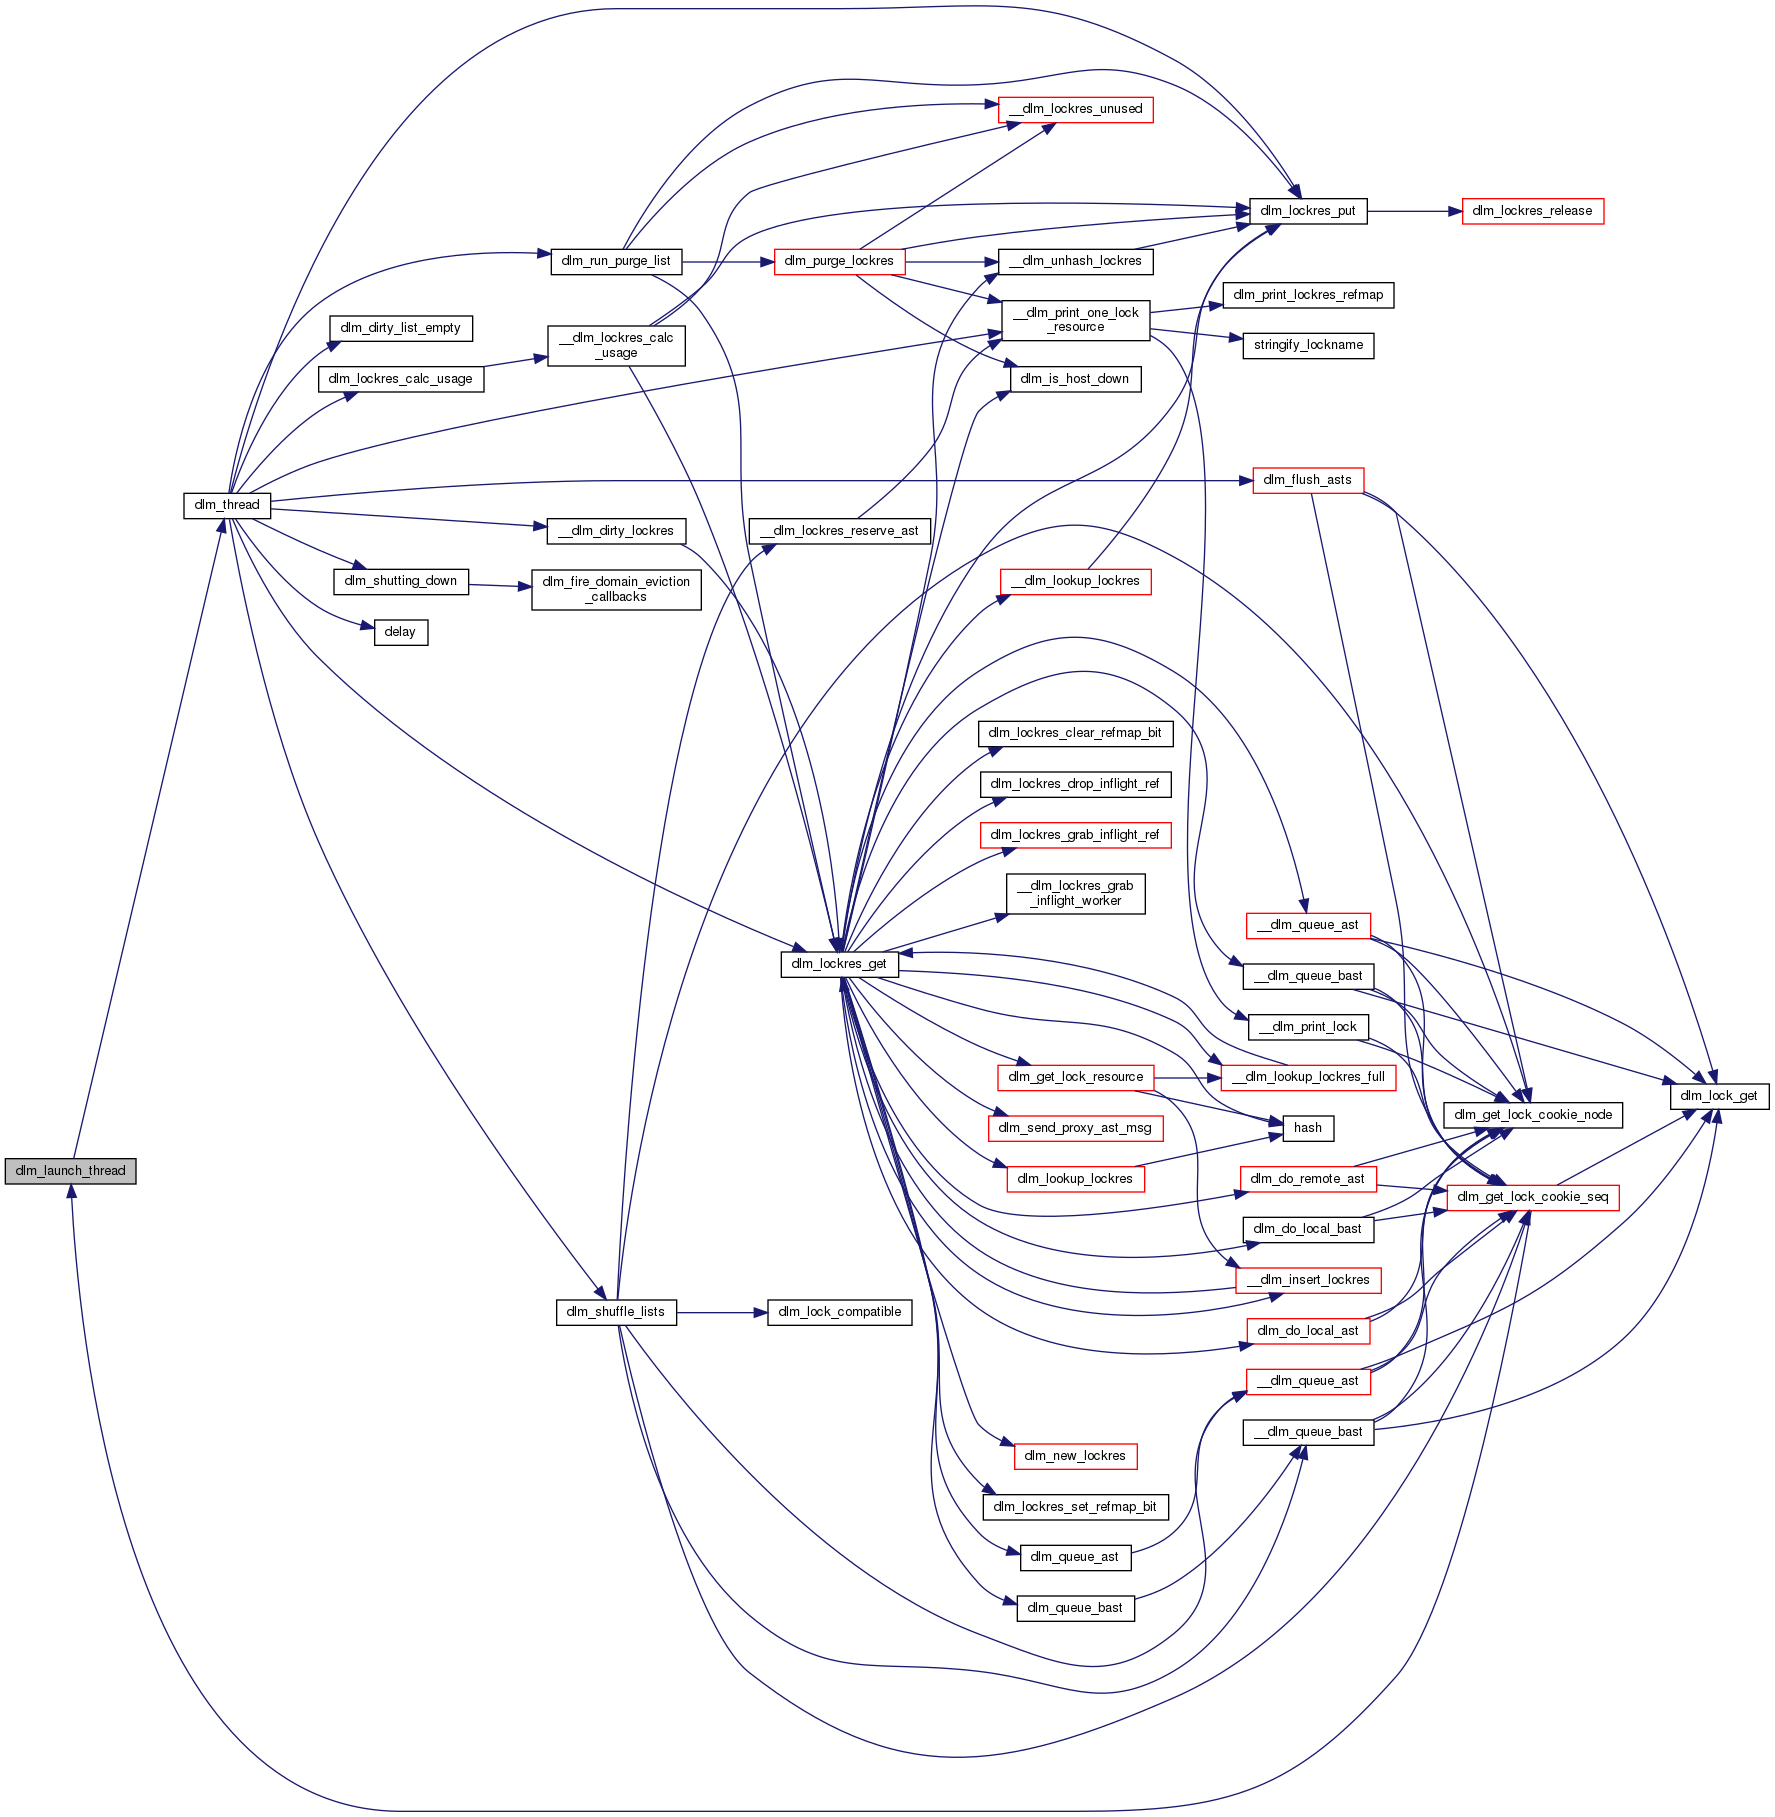 __dlm_lockres_unused
dlm_lockres_put
dlm_lockres_release
dlm_run_purge_list
dlm_purge_lockres
__dlm_unhash_lockres
dlm_print_lockres_refmap
dlm_dirty_list_empty
__dlm_print_one_lock
_resource
__dlm_lockres_calc
_usage
stringify_lockname
dlm_lockres_calc_usage
dlm_is_host_down
dlm_flush_asts
dlm_thread
__dlm_dirty_lockres
__dlm_lockres_reserve_ast
dlm_shutting_down
dlm_fire_domain_eviction
_callbacks
__dlm_lookup_lockres
delay
dlm_lockres_clear_refmap_bit
dlm_lockres_drop_inflight_ref
dlm_lockres_grab_inflight_ref
__dlm_lockres_grab
_inflight_worker
__dlm_queue_ast
dlm_lockres_get
__dlm_queue_bast
__dlm_print_lock
dlm_get_lock_resource
__dlm_lookup_lockres_full
dlm_lock_get
dlm_get_lock_cookie_node
dlm_send_proxy_ast_msg
hash
dlm_launch_thread
dlm_lookup_lockres
dlm_do_remote_ast
dlm_get_lock_cookie_seq
dlm_do_local_bast
__dlm_insert_lockres
dlm_shuffle_lists
dlm_lock_compatible
dlm_do_local_ast
__dlm_queue_ast
__dlm_queue_bast
dlm_new_lockres
dlm_lockres_set_refmap_bit
dlm_queue_ast
dlm_queue_bast